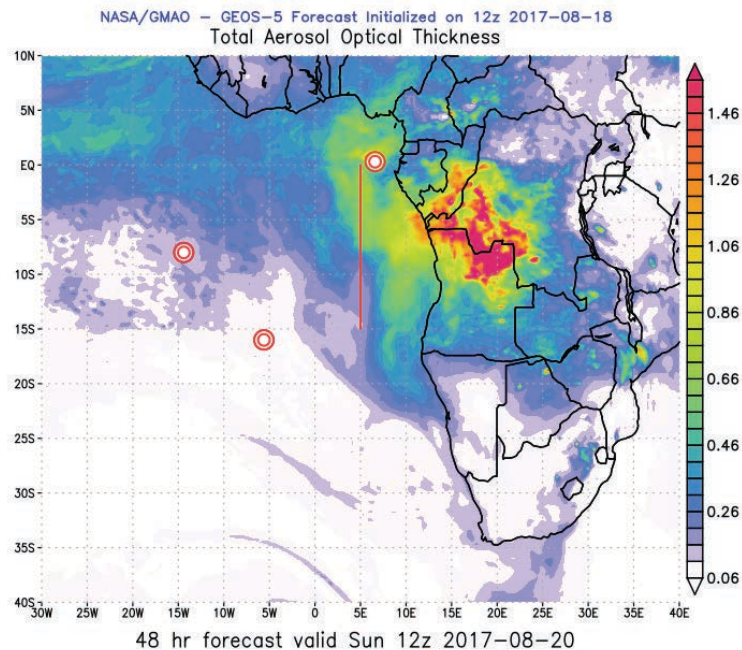 NASA/GMAO - GEOS-5 Forecast Initialized on 12z 2017-08-18
Total Aerosol Optical Thickness
10N
5N
EQ
5S
10S
15S
20S
25S
30S
35S
40S
30W 25W 20W 15W 10W 5W 0 5E 10E 15E 20E 25E 30E 35E 40E
1.46
1.26
1.06
0.86
0.66
0.46
0.26
0.06
48 hr forecast valid Sun 12z 2017-08-20